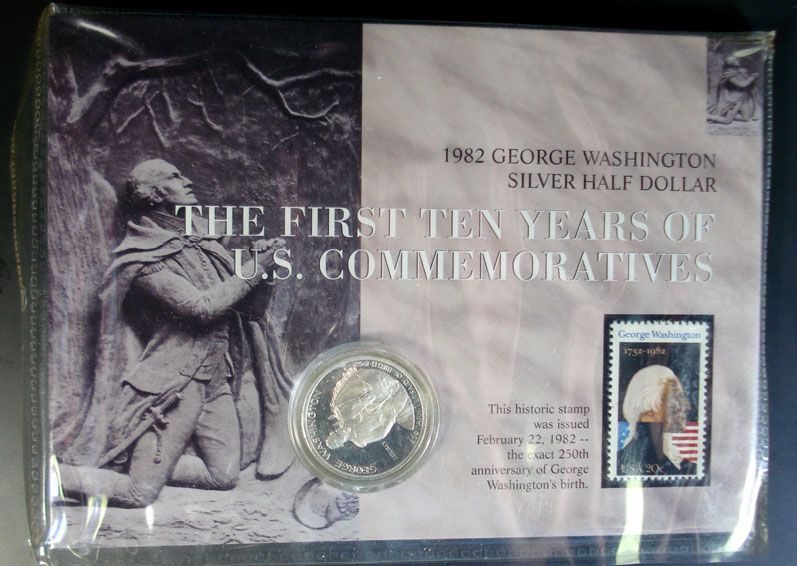 1982 GEORGE WASHINGTON
SILVER HALF DOLLAR
THE FIRST TEN YEARS OF
U.S. COMMEMORATIVES
George Washington
1732-1982
USA 20c
This historic stamp
was issued
February 22, 1982 --
the exact 250th
anniversary of George
Washington's birth.
GEORGE WASHINGTON